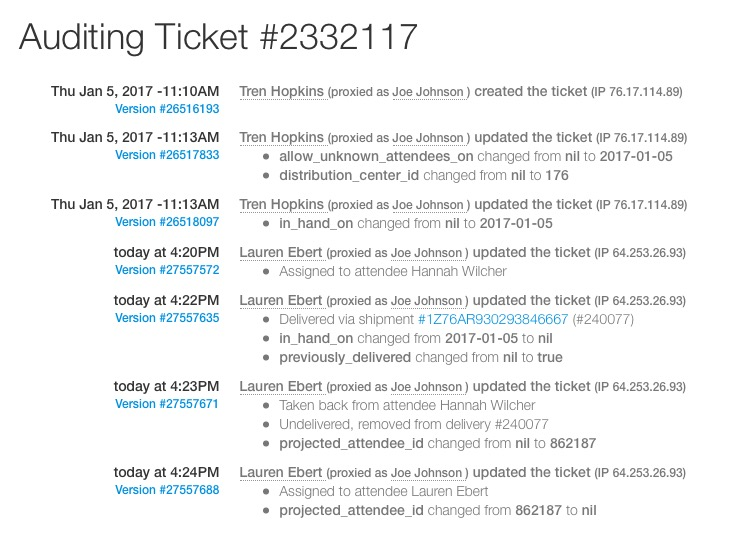 Auditing Ticket #2332117
Thu Jan 5, 2017 -11:10AM Tren Hopkins (proxied as Joe Johnson ) created the ticket (IP 76.17.114.89)
Version #26516193
Thu Jan 5, 2017 -11:13AM Tren Hopkins (proxied as Joe Johnson ) updated the ticket (IP 76.17.114.89)
Version #26517833 • allow_unknown_attendees_on changed from nil to 2017-01-05
• distribution_center_id changed from nil to 176
Thu Jan 5, 2017 -11:13AM Tren Hopkins (proxied as Joe Johnson ) updated the ticket (IP 76.17.114.89)
Version #26518097 • in_hand_on changed from nil to 2017-01-05
today at 4:20PM Lauren Ebert (proxied as Joe Johnson ) updated the ticket (IP 64.253.26.93)
Version #27557572 • Assigned to attendee Hannah Wilcher
today at 4:22PM Lauren Ebert (proxied as Joe Johnson ) updated the ticket (IP 64.253.26.93)
Version #27557635 • Delivered via shipment #1Z76AR930293846667 (#240077)
• in_hand_on changed from 2017-01-05 to nil
• previously_delivered changed from nil to true
today at 4:23PM Lauren Ebert (proxied as Joe Johnson ) updated the ticket (IP 64.253.26.93)
Version #27557671 • Taken back from attendee Hannah Wilcher
• Undelivered, removed from delivery #240077
• projected_attendee_id changed from nil to 862187
today at 4:24PM Lauren Ebert (proxied as Joe Johnson ) updated the ticket (IP 64.253.26.93)
Version #27557688 • Assigned to attendee Lauren Ebert
• projected_attendee_id changed from 862187 to nil